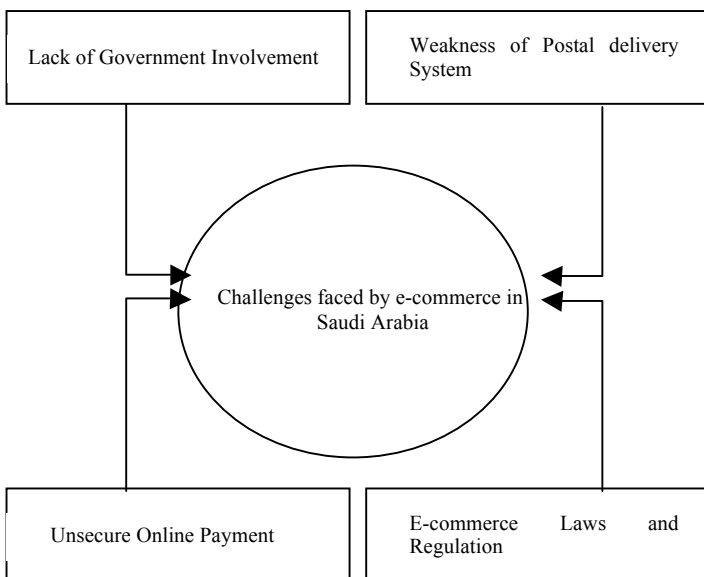 Lack of Government Involvement
Weakness of Postal delivery
System
Challenges faced by e-commerce in
Saudi Arabia
Unsecure Online Payment
E-commerce Laws and
Regulation